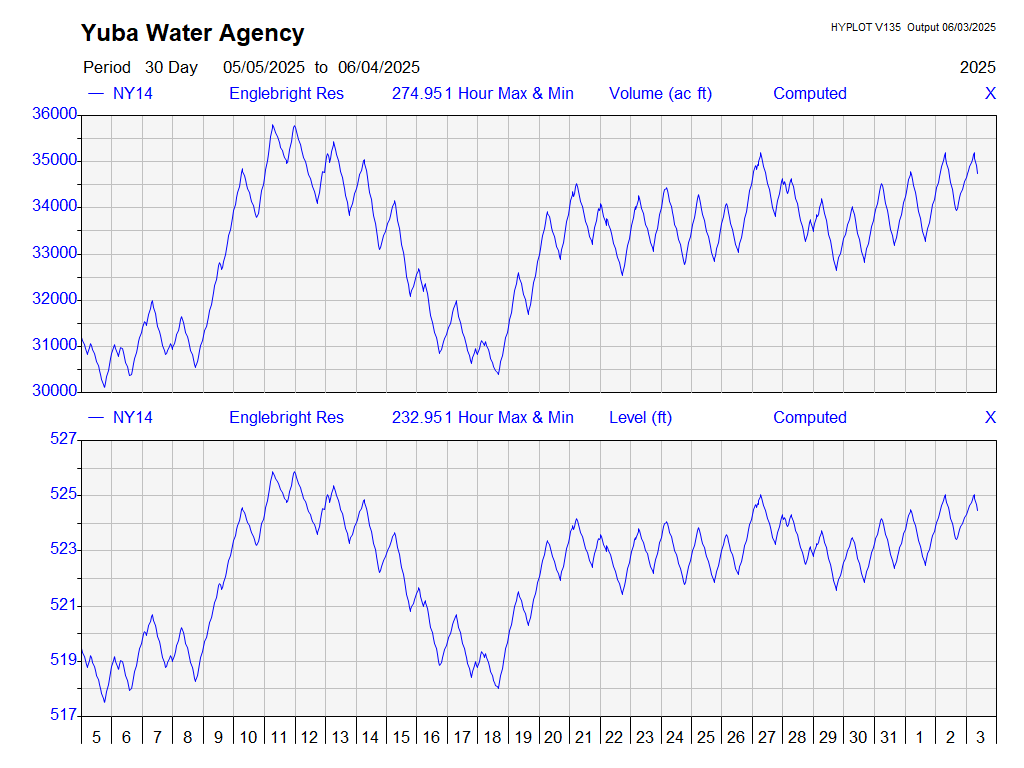 Yuba Water Agency
HYPLOT V135 Output 06/03/2025
Period 30 Day 05/05/2025 to 06/04/2025
2025
NY14 Englebright Res 274.951 Hour Max & Min Volume (ac ft) Computed X
36000
35000
34000
33000
32000
31000
30000
NY14 Englebright Res 232.951 Hour Max & Min Level (ft) Computed X
527
525
523
521
519
517
5 6 7 8 9 10 11 12 13 14 15 16 17 18 19 20 21 22 23 24 25 26 27 28 29 30 31 1 2 3